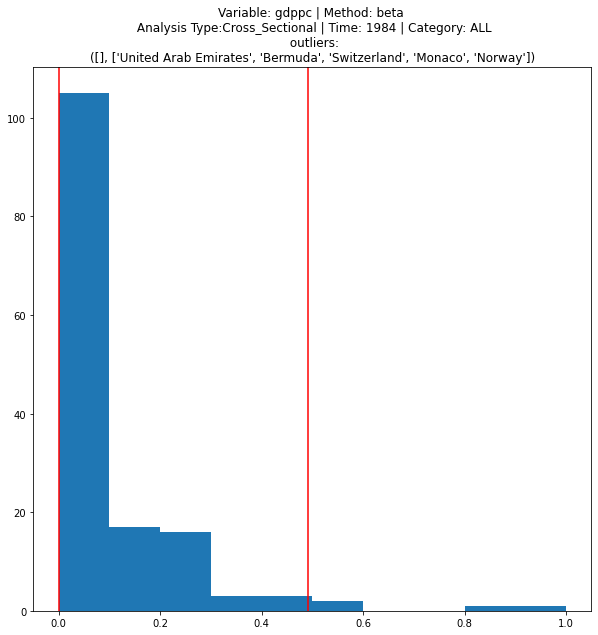 Variable: gdppc | Method: beta
Analysis Type:Cross_Sectional | Time: 1984 | Category: ALL
outliers:
([], ['United Arab Emirates', 'Bermuda', 'Switzerland', 'Monaco', 'Norway'])
100
80
60
40
20
0
0.0 0.2 0.4 0.6 0.8 1.0